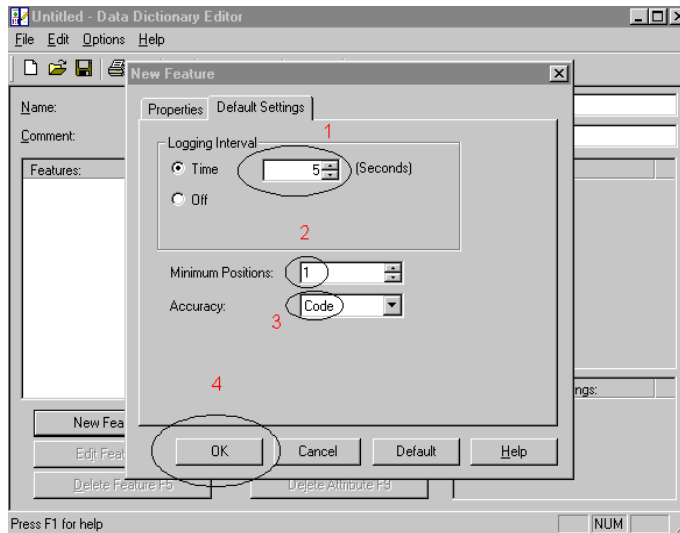 Untitled - Data Dictionary Editor
File Edit Options Help
New Feature
Name:
Properties Default Settings
Comment:
1
Logging Interval
Features:
Time 5 (Seconds)
Off
2
Minimum Positions: 1
Accuracy: Code
3
4
ngs:
New Fea
OK Cancel Default Help
Edit Feat
Delete Feature F5 Delete Attribute F9
Press F1 for help NUM